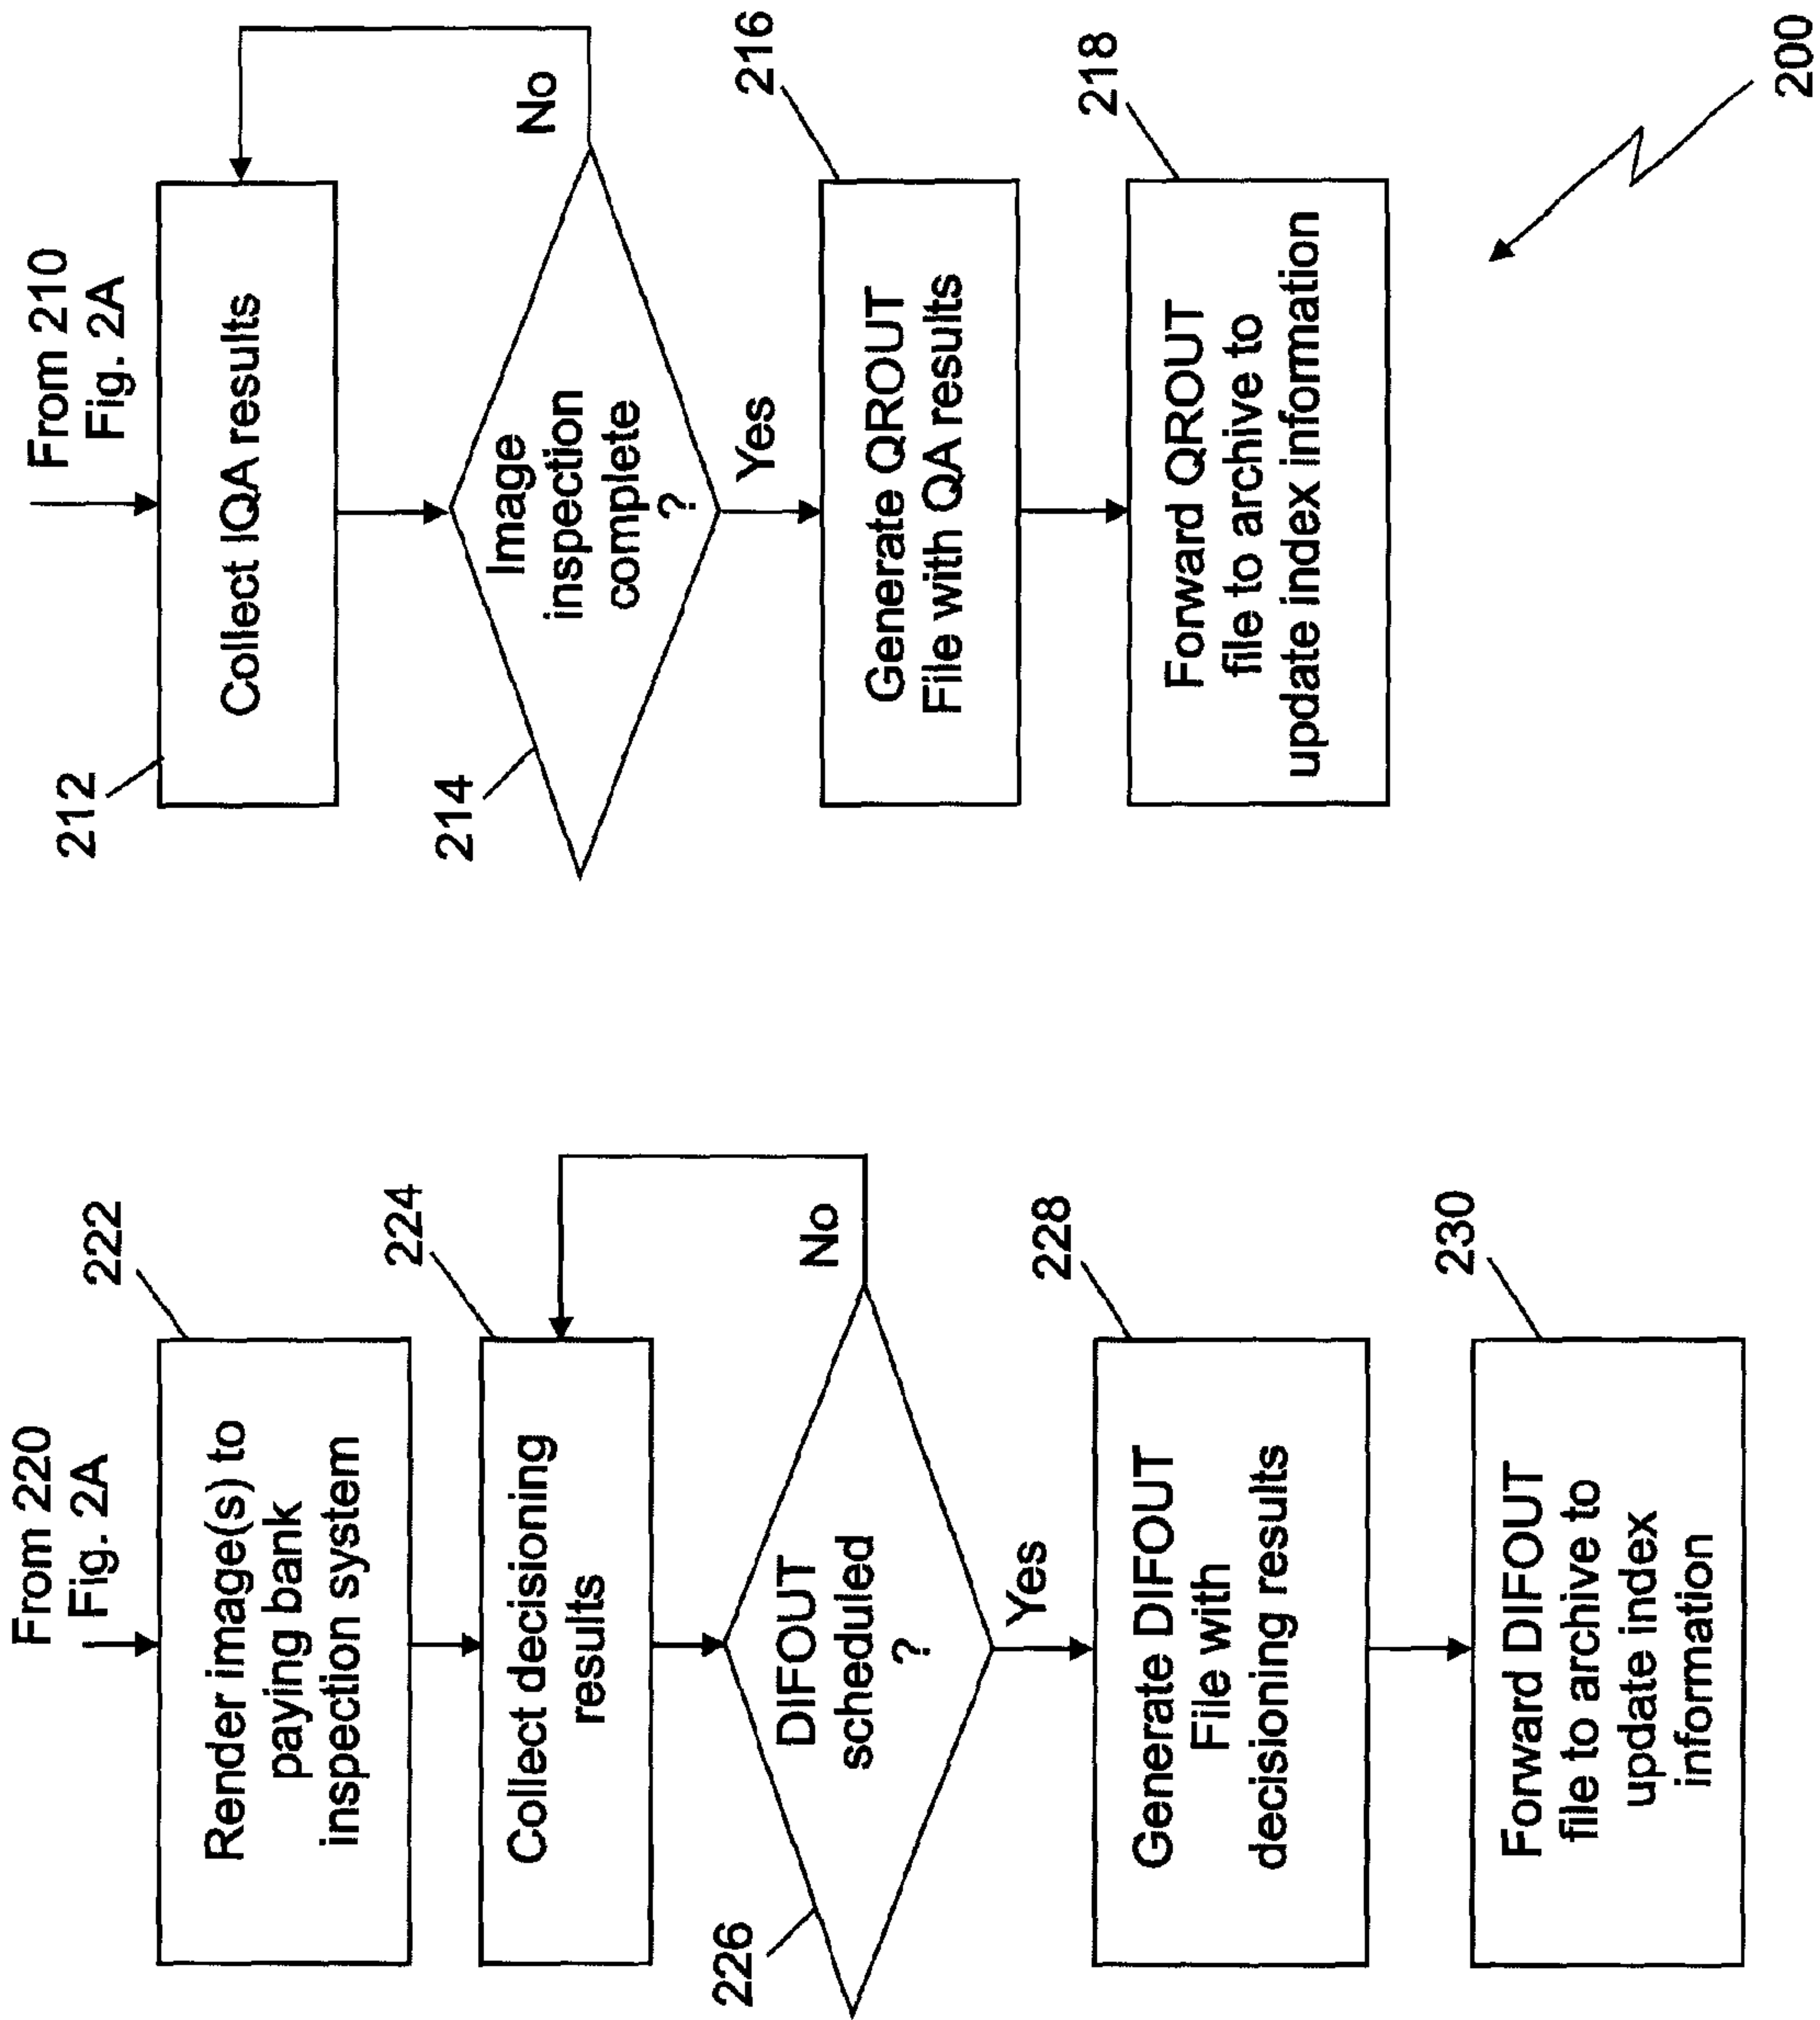 From 220
Fig. 2A
222
Render image(s) to
paying bank
inspection system
224
Collect decisioning
results
226
DIFOUT
scheduled
?
No
Yes
228
Generate DIFOUT
File with
decisioning results
230
Forward DIFOUT
file to archive to
update index
information
From 210
Fig. 2A
212
Collect IQA results
214
Image
inspection
complete
?
No
Yes
216
Generate QROUT
File with QA results
218
Forward QROUT
file to archive to
update index information
200